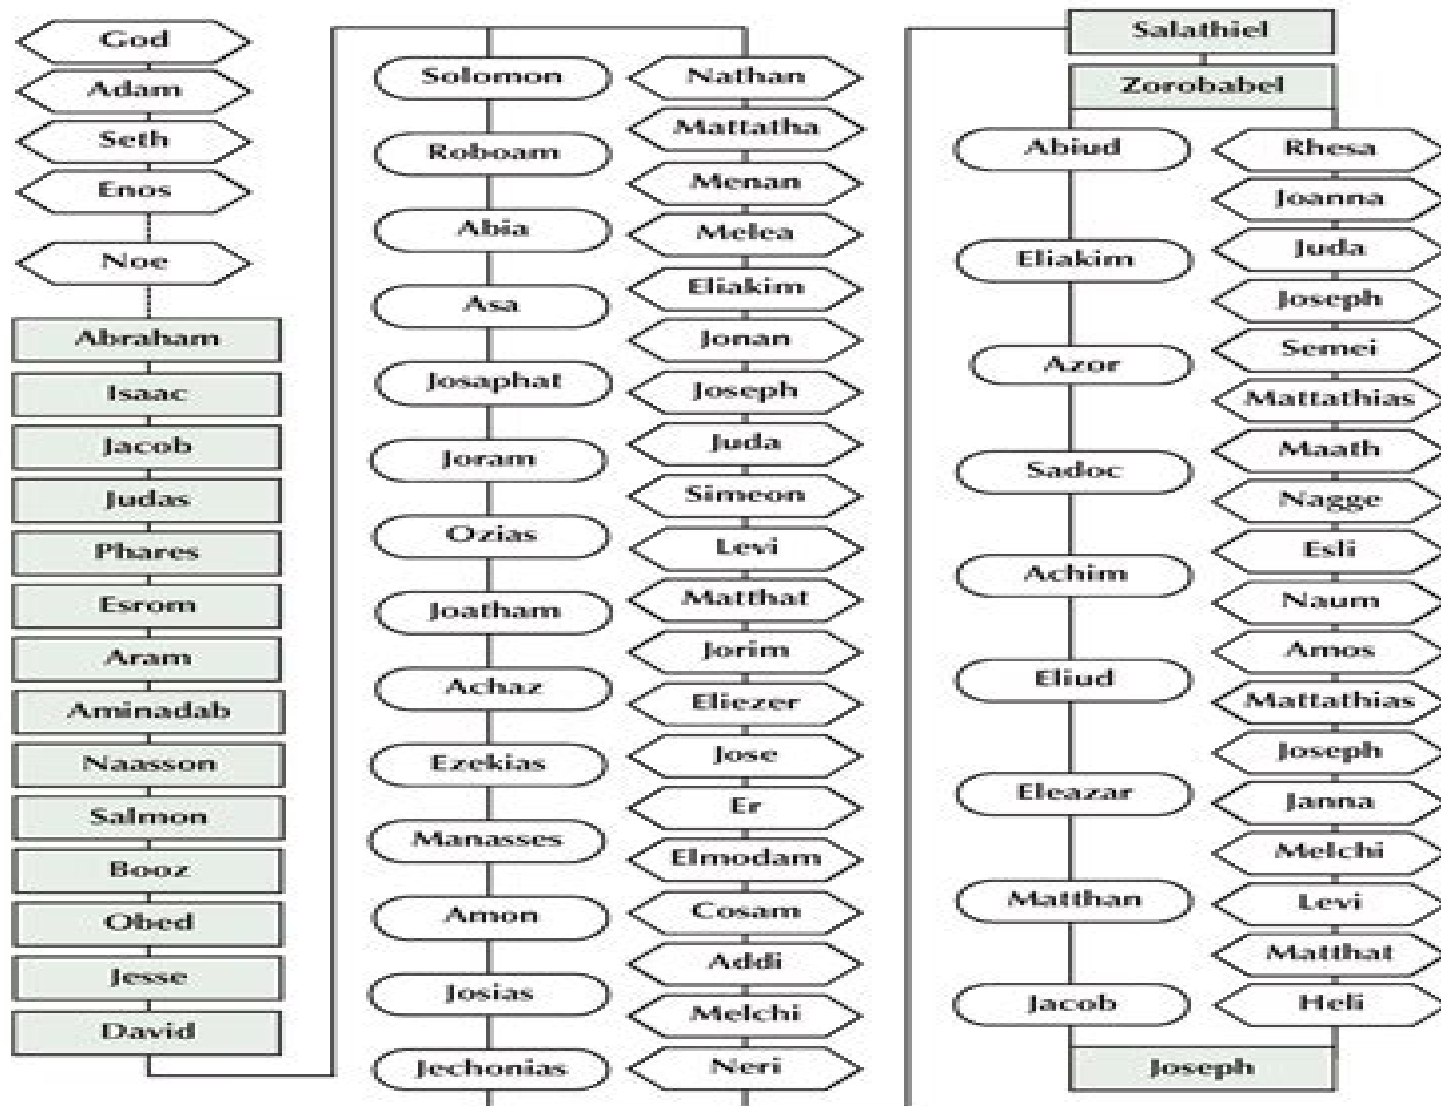 God
Adam
Seth
Enos
Noe
Abraham
Isaac
Jacob
Judas
Phares
Esrom
Aram
Aminadab
Naasson
Salmon
Booz
Obed
Jesse
David
Solomon
Roboam
Abia
Asa
Josaphat
Joram
Ozias
Joatham
Achaz
Ezekias
Manasses
Amon
Josias
Jechonias
Nathan
Mattatha
Menan
Melea
Eliakim
Jonan
Joseph
Juda
Simeon
Levi
Matthat
Jorim
Eliezer
Jose
Er
Elmodam
Cosam
Addi
Melchi
Neri
Salathiel
Zorobabel
Abiud
Eliakim
Azor
Sadoc
Achim
Eliud
Eleazar
Matthan
Jacob
Rhesa
Joanna
Juda
Joseph
Semei
Mattathias
Maath
Nagge
Esli
Naum
Amos
Mattathias
Joseph
Janna
Melchi
Levi
Matthat
Heli
Joseph